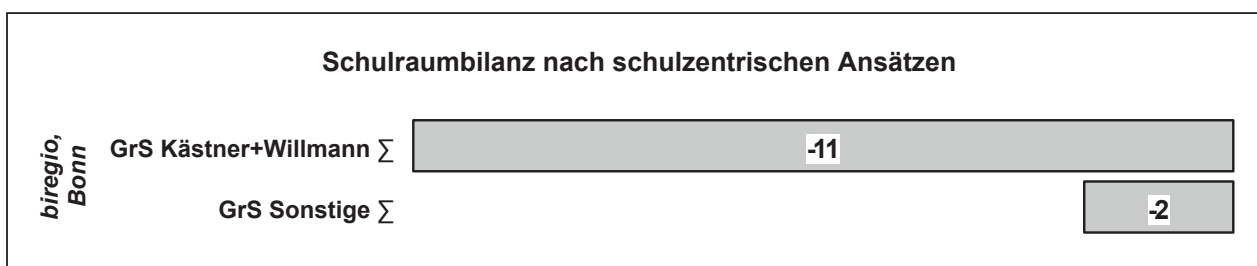 Schulraumbilanz nach schulzentrischen Ansätzen
biregio,
Bonn
GrS Kästner+Willmann ∑
-11
GrS Sonstige ∑
-2